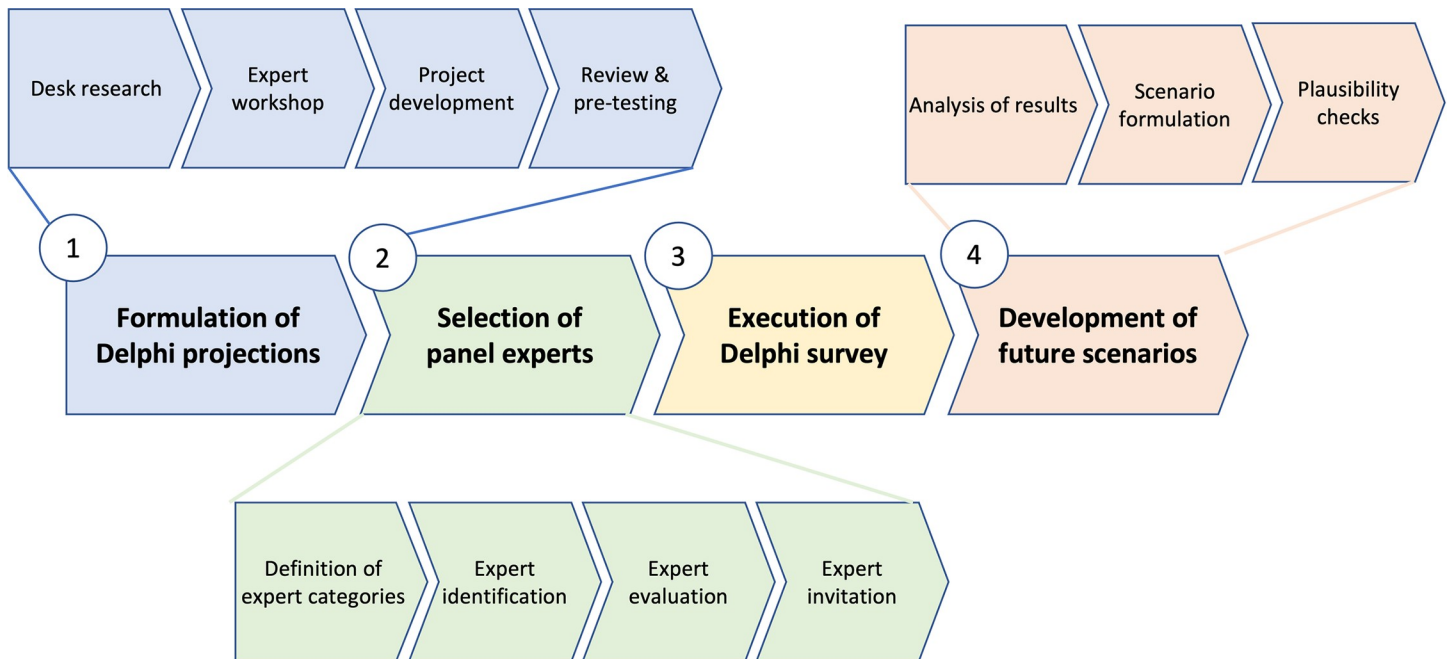 Desk research
Expert
workshop
Project
development
Review &
pre-testing
Analysis of results
Scenario
formulation
Plausibility
checks
1
Formulation of
Delphi projections
2
Selection of
panel experts
3
Execution of
Delphi survey
4
Development of
future scenarios
Definition of
expert categories
Expert
identification
Expert
evaluation
Expert
invitation